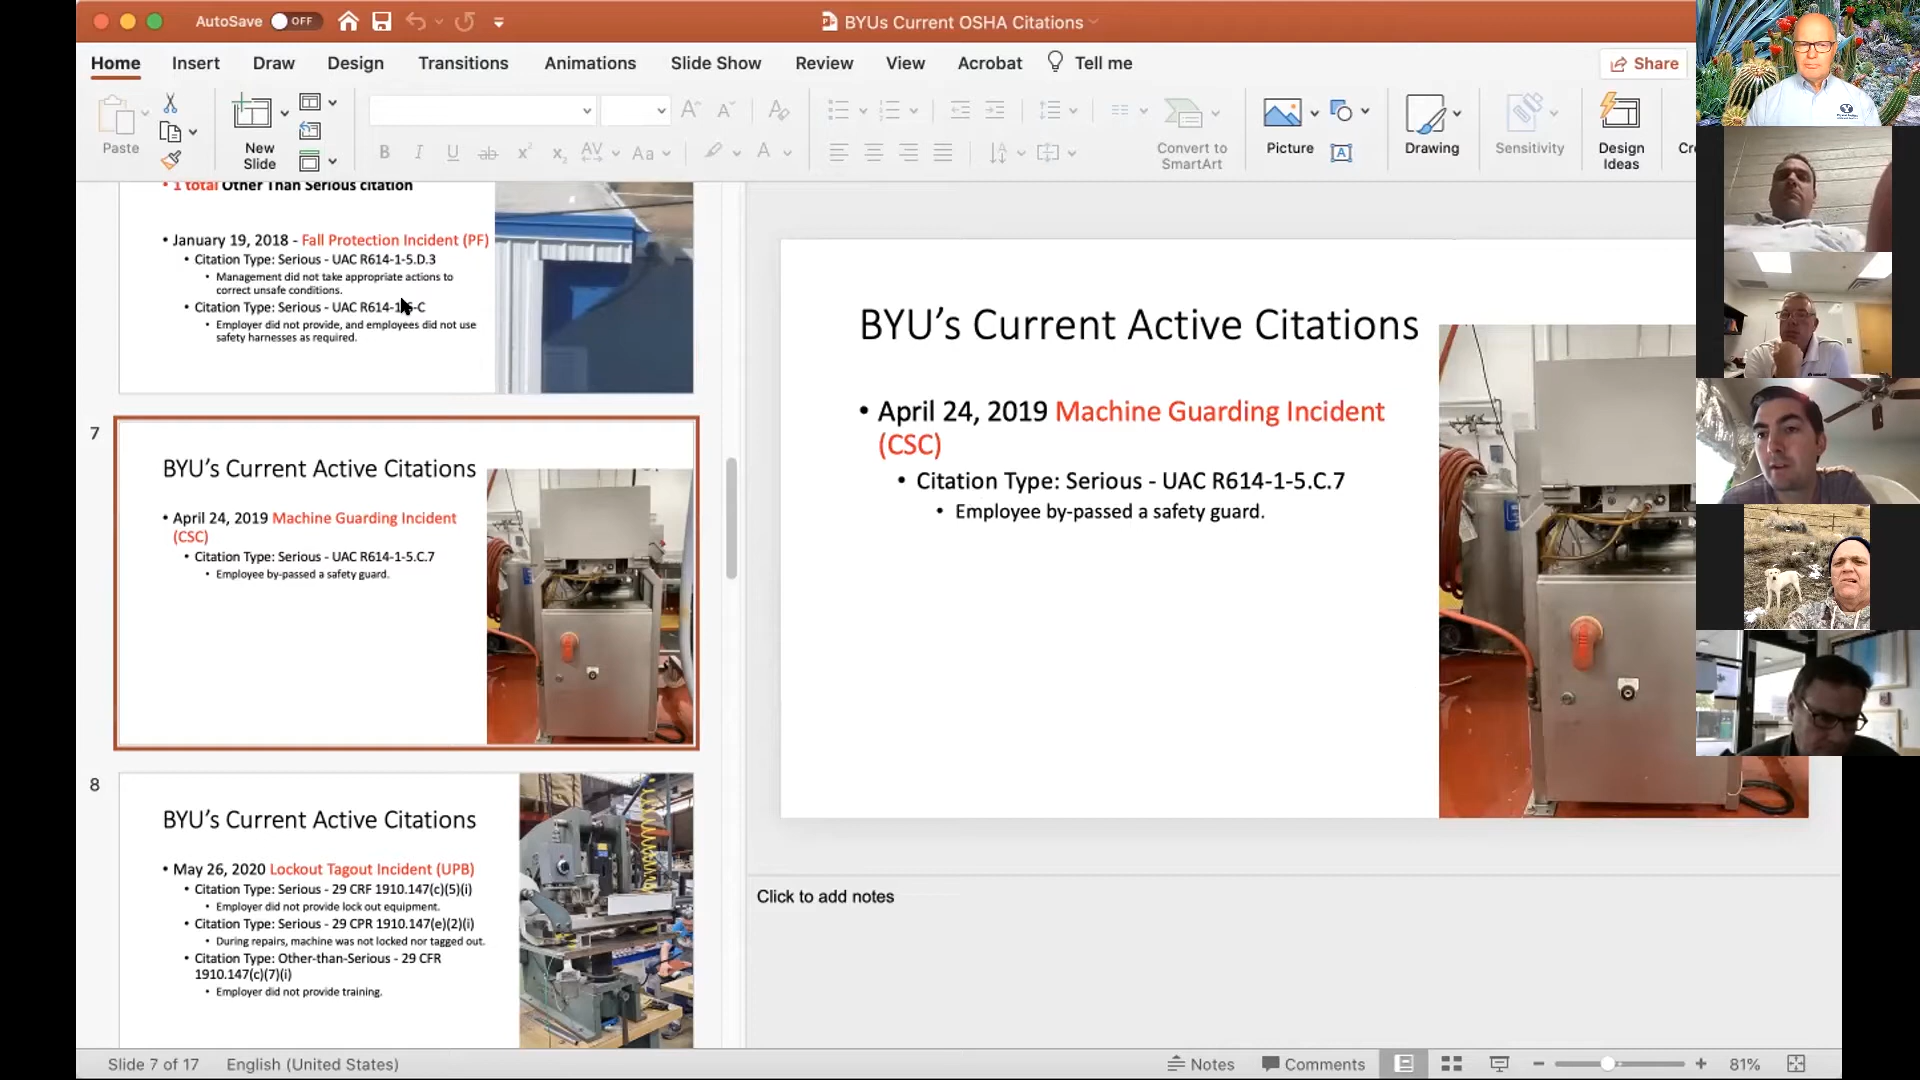 AutoSave OFF
BYUs Current OSHA Citations
Home Insert Draw Design Transitions Animations Slide Show Review View Acrobat Tell me
Share
Paste
New
Slide
Convert to
SmartArt
Picture
Drawing
Sensitivity
Design
Ideas
• 1 total Other Than Serious citation
• January 19, 2018 - Fall Protection Incident (PF)
• Citation Type: Serious - UAC R614-1-5.D.3
• Management did not take appropriate actions to
correct unsafe conditions.
• Citation Type: Serious - UAC
• Employer did not provide, and employees did not use
safety harnesses as required.
7
BYU’s Current Active Citations
• April 24, 2019 Machine Guarding Incident
(CSC)
• Citation Type: Serious - UAC R614-1-5.C.7
• Employee by-passed a safety guard.
8
BYU’s Current Active Citations
• May 26, 2020 Lockout Tagout Incident (UPB)
• Citation Type: Serious - 29 CRF 1910.147(c)(5)(i)
• Employer did not provide lock out equipment.
• Citation Type: Serious - 29 CPR 1910.147(e)(2)(i)
• During repairs, machine was not locked nor tagged out.
• Citation Type: Other-than-Serious - 29 CFR
1910.147(c)(7)(i)
• Employer did not provide training.
BYU’s Current Active Citations
• April 24, 2019 Machine Guarding Incident
(CSC)
• Citation Type: Serious - UAC R614-1-5.C.7
• Employee by-passed a safety guard.
Click to add notes
Slide 7 of 17
English (United States)
Notes
Comments
81%